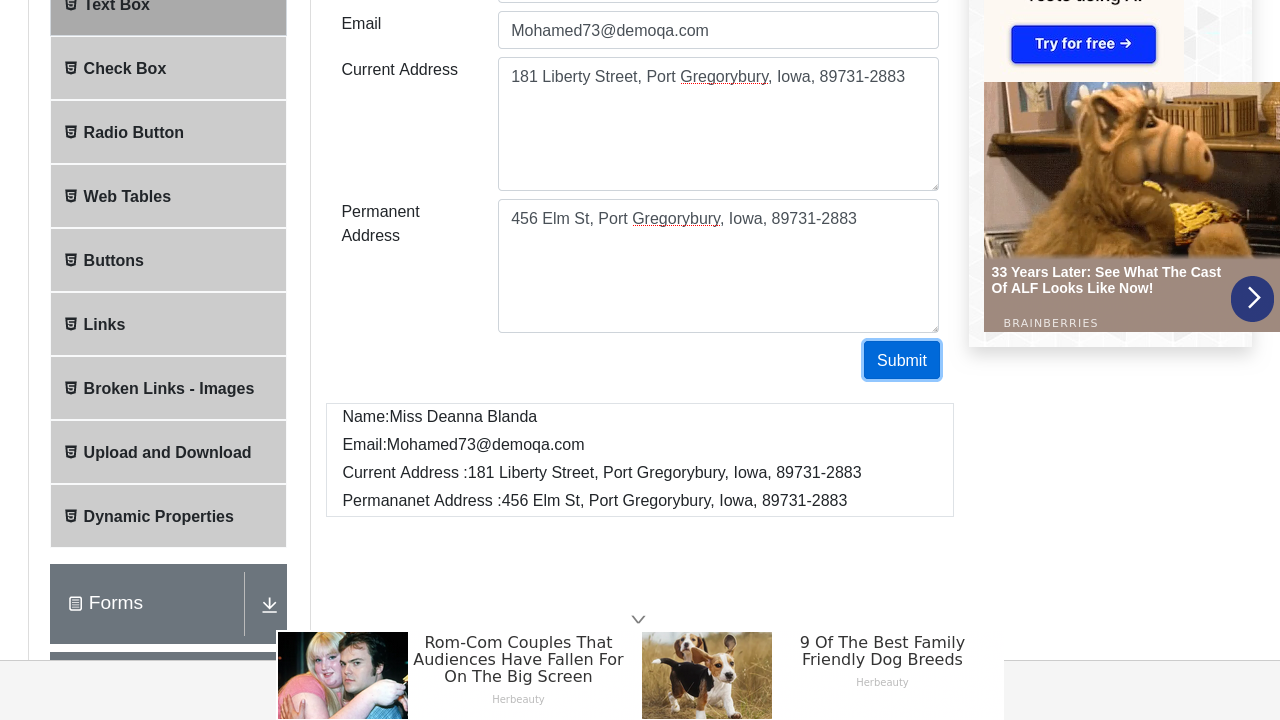 Text Box
Check Box
Radio Button
Web Tables
Buttons
Links
Broken Links - Images
Upload and Download
Dynamic Properties
Forms
Email
Mohamed73@demoqa.com
Current Address
181 Liberty Street, Port Gregorybury, Iowa, 89731-2883
Permanent
Address
456 Elm St, Port Gregorybury, Iowa, 89731-2883
Submit
Name:Miss Deanna Blanda
Email:Mohamed73@demoqa.com
Current Address :181 Liberty Street, Port Gregorybury, Iowa, 89731-2883
Permananet Address :456 Elm St, Port Gregorybury, Iowa, 89731-2883
Try for free →
33 Years Later: See What The Cast
Of ALF Looks Like Now!
BRAINBERRIES
Rom-Com Couples That
Audiences Have Fallen For
On The Big Screen
Herbeauty
9 Of The Best Family
Friendly Dog Breeds
Herbeauty